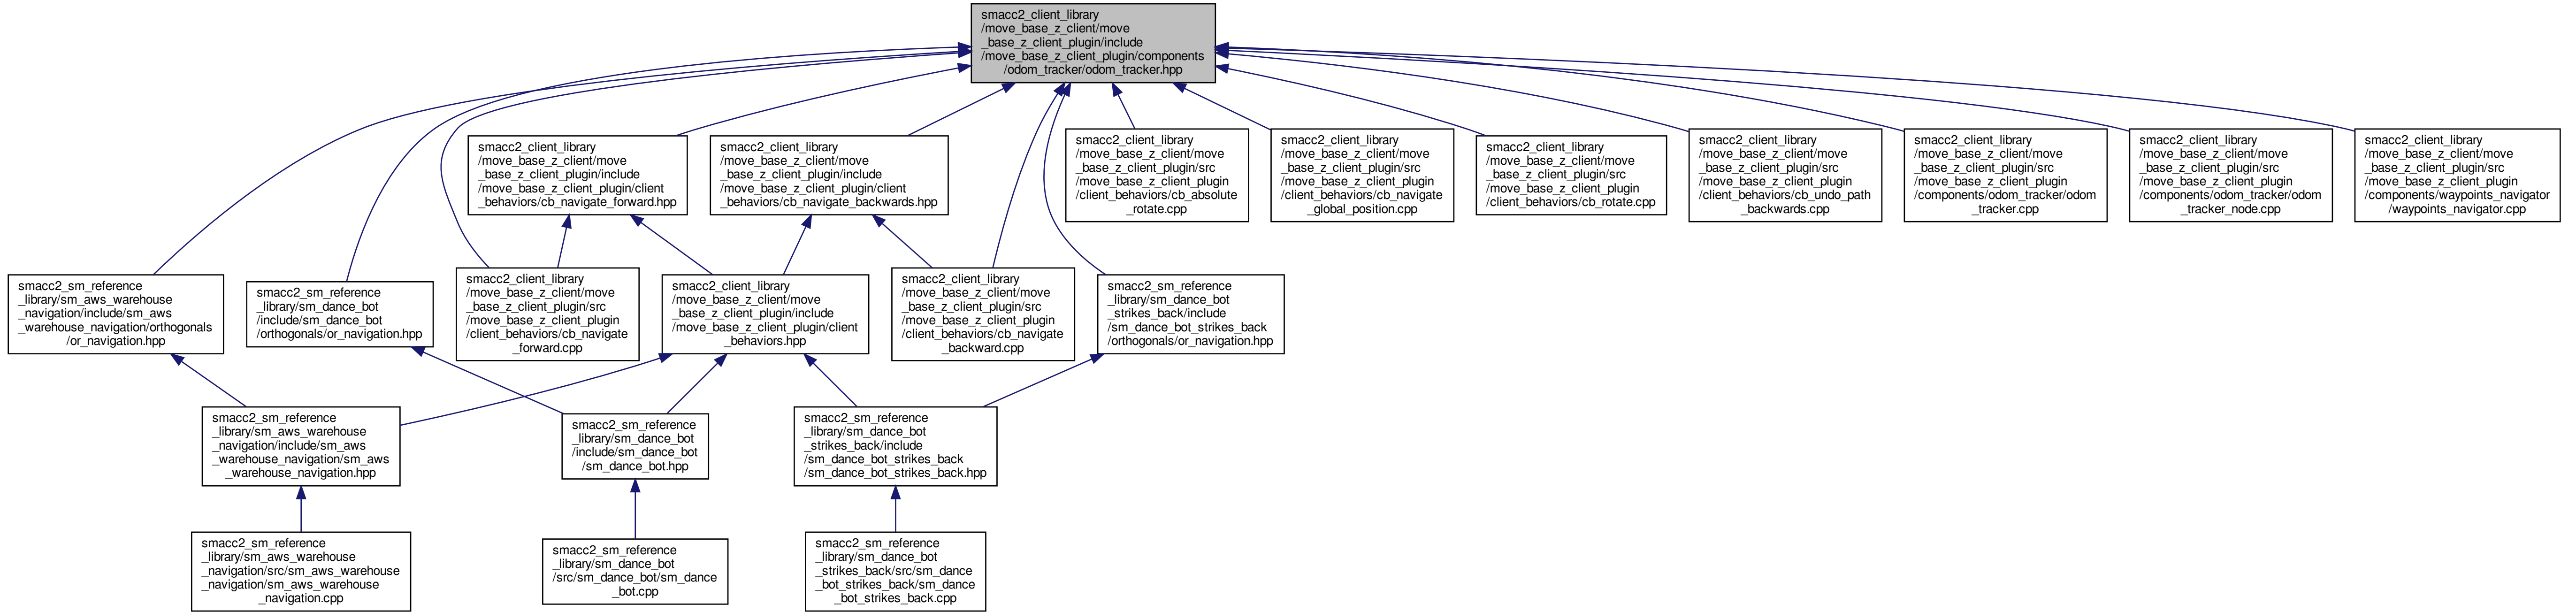 smacc2_client_library
/move_base_z_client/move
_base_z_client_plugin/include
/move_base_z_client_plugin/components
/odom_tracker/odom_tracker.hpp
smacc2_client_library
/move_base_z_client/move
_base_z_client_plugin/include
/move_base_z_client_plugin/client
_behaviors/cb_navigate_forward.hpp
smacc2_client_library
/move_base_z_client/move
_base_z_client_plugin/include
/move_base_z_client_plugin/client
_behaviors/cb_navigate_backwards.hpp
smacc2_client_library
/move_base_z_client/move
_base_z_client_plugin/src
/move_base_z_client_plugin
/client_behaviors/cb_absolute
_rotate.cpp
smacc2_client_library
/move_base_z_client/move
_base_z_client_plugin/src
/move_base_z_client_plugin
/client_behaviors/cb_navigate
_global_position.cpp
smacc2_client_library
/move_base_z_client/move
_base_z_client_plugin/src
/move_base_z_client_plugin
/client_behaviors/cb_rotate.cpp
smacc2_client_library
/move_base_z_client/move
_base_z_client_plugin/src
/move_base_z_client_plugin
/client_behaviors/cb_undo_path
_backwards.cpp
smacc2_client_library
/move_base_z_client/move
_base_z_client_plugin/src
/move_base_z_client_plugin
/components/odom_tracker/odom
_tracker.cpp
smacc2_client_library
/move_base_z_client/move
_base_z_client_plugin/src
/move_base_z_client_plugin
/components/odom_tracker/odom
_tracker_node.cpp
smacc2_client_library
/move_base_z_client/move
_base_z_client_plugin/src
/move_base_z_client_plugin
/components/waypoints_navigator
/waypoints_navigator.cpp
smacc2_sm_reference
_library/sm_aws_warehouse
_navigation/include/sm_aws
_warehouse_navigation/orthogonals
/or_navigation.hpp
smacc2_sm_reference
_library/sm_dance_bot
/include/sm_dance_bot
/orthogonals/or_navigation.hpp
smacc2_client_library
/move_base_z_client/move
_base_z_client_plugin/src
/move_base_z_client_plugin
/client_behaviors/cb_navigate
_forward.cpp
smacc2_client_library
/move_base_z_client/move
_base_z_client_plugin/include
/move_base_z_client_plugin/client
_behaviors.hpp
smacc2_client_library
/move_base_z_client/move
_base_z_client_plugin/src
/move_base_z_client_plugin
/client_behaviors/cb_navigate
_backward.cpp
smacc2_sm_reference
_library/sm_dance_bot
_strikes_back/include
/sm_dance_bot_strikes_back
/orthogonals/or_navigation.hpp
smacc2_sm_reference
_library/sm_aws_warehouse
_navigation/include/sm_aws
_warehouse_navigation/sm_aws
_warehouse_navigation.hpp
smacc2_sm_reference
_library/sm_dance_bot
/include/sm_dance_bot
/sm_dance_bot.hpp
smacc2_sm_reference
_library/sm_dance_bot
_strikes_back/include
/sm_dance_bot_strikes_back
/sm_dance_bot_strikes_back.hpp
smacc2_sm_reference
_library/sm_aws_warehouse
_navigation/src/sm_aws_warehouse
_navigation/sm_aws_warehouse
_navigation.cpp
smacc2_sm_reference
_library/sm_dance_bot
/src/sm_dance_bot/sm_dance
_bot.cpp
smacc2_sm_reference
_library/sm_dance_bot
_strikes_back/src/sm_dance
_bot_strikes_back/sm_dance
_bot_strikes_back.cpp